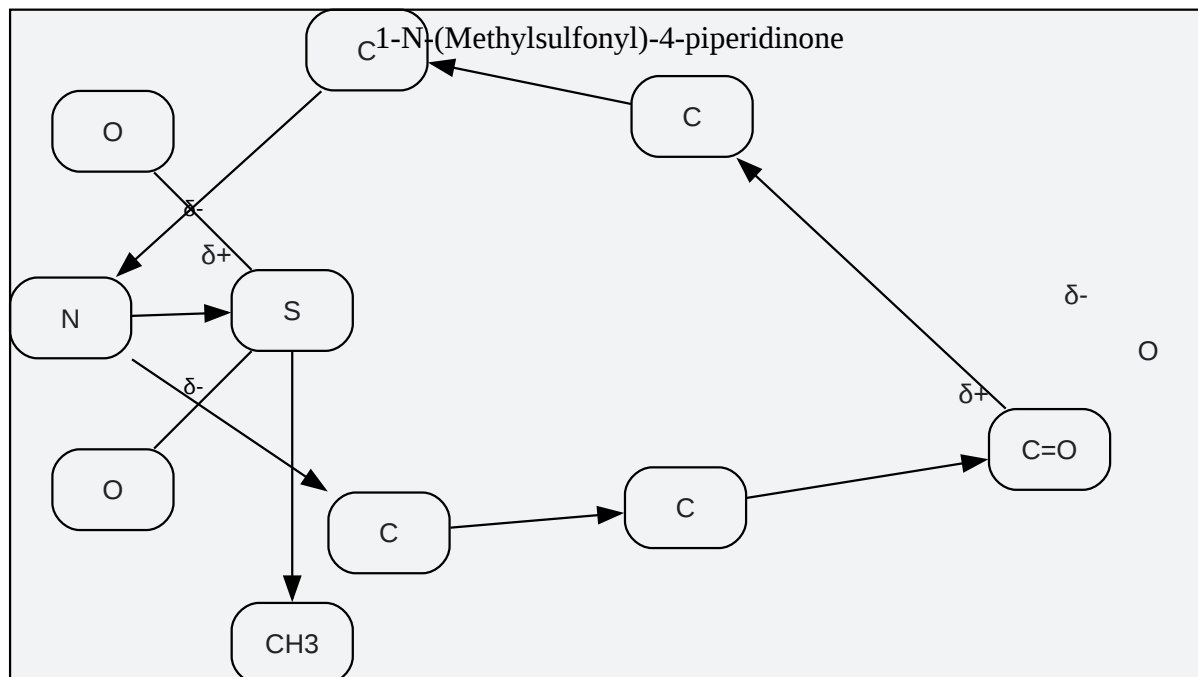 1-N-(Methylsulfonyl)-4-piperidinone
C
C
O
δ-
δ+
N
S
δ-
O
δ+
δ-
C=O
O
C
C
CH3